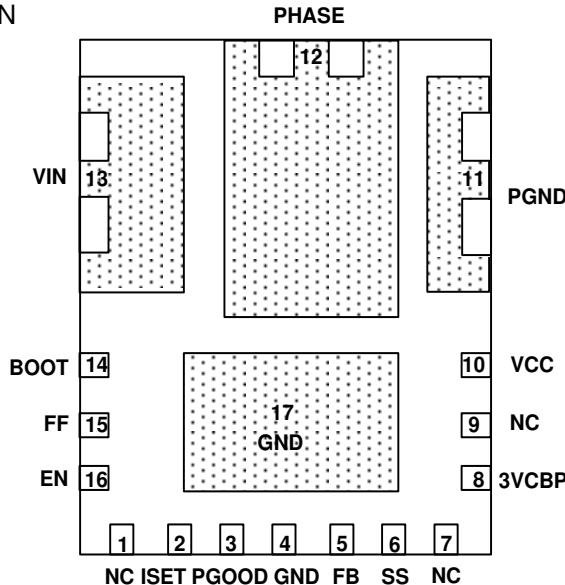 N
PHASE
12
VIN
13
11
PGND
BOOT 14
10 VCC
FF 15
17
GND
9 NC
EN 16
8 3VCBP
1 2 3 4 5 6 7
NC ISET PGOOD GND FB SS NC